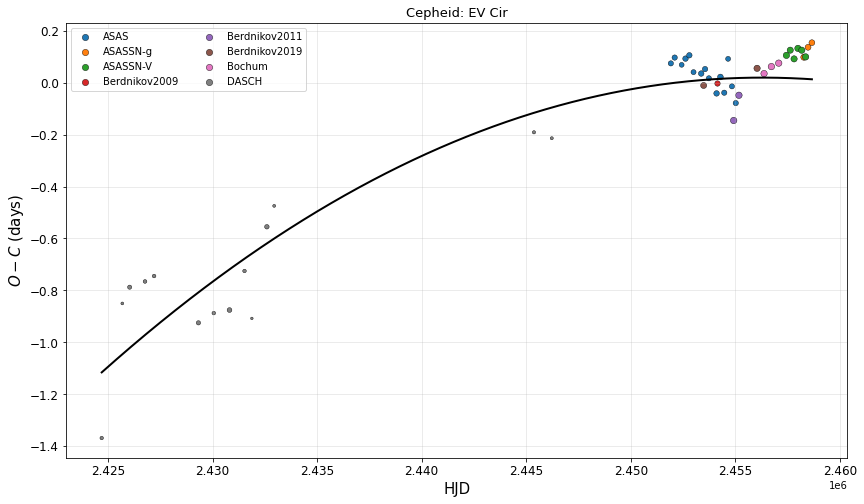 Cepheid: EV Cir
ASAS
ASASSN-g
ASASSN-V
Berdnikov2009
Berdnikov2011
Berdnikov2019
Bochum
DASCH
O − C (days)
0.2
0.0
−0.2
−0.4
−0.6
−0.8
−1.0
−1.2
−1.4
2.425 2.430 2.435 2.440 2.445 2.450 2.455 2.460
1e6
HJD